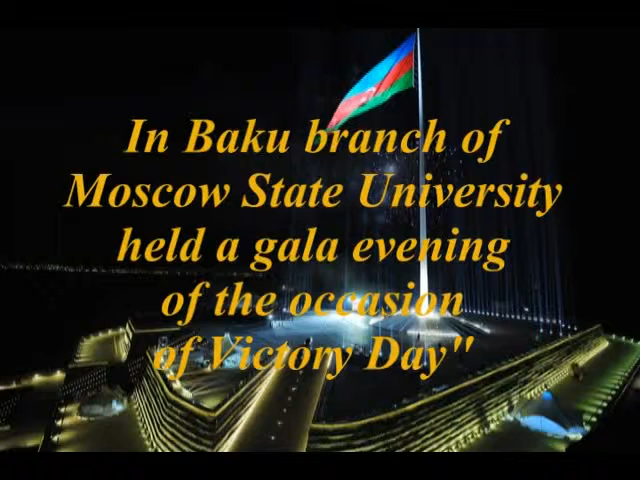 In Baku branch of
Moscow State University
held a gala evening
of the occasion
of Victory Day"